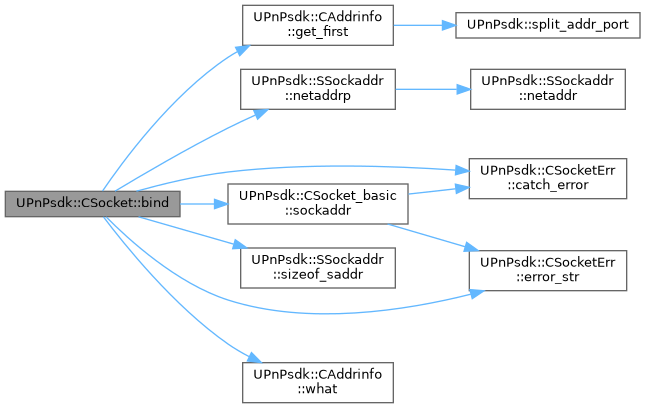 UPnPsdk::CAddrinfo
::get_first
UPnPsdk::split_addr_port
UPnPsdk::SSockaddr
::netaddrp
UPnPsdk::SSockaddr
::netaddr
UPnPsdk::CSocketErr
::catch_error
UPnPsdk::CSocket::bind
UPnPsdk::CSocket_basic
::sockaddr
UPnPsdk::SSockaddr
::sizeof_saddr
UPnPsdk::CSocketErr
::error_str
UPnPsdk::CAddrinfo
::what